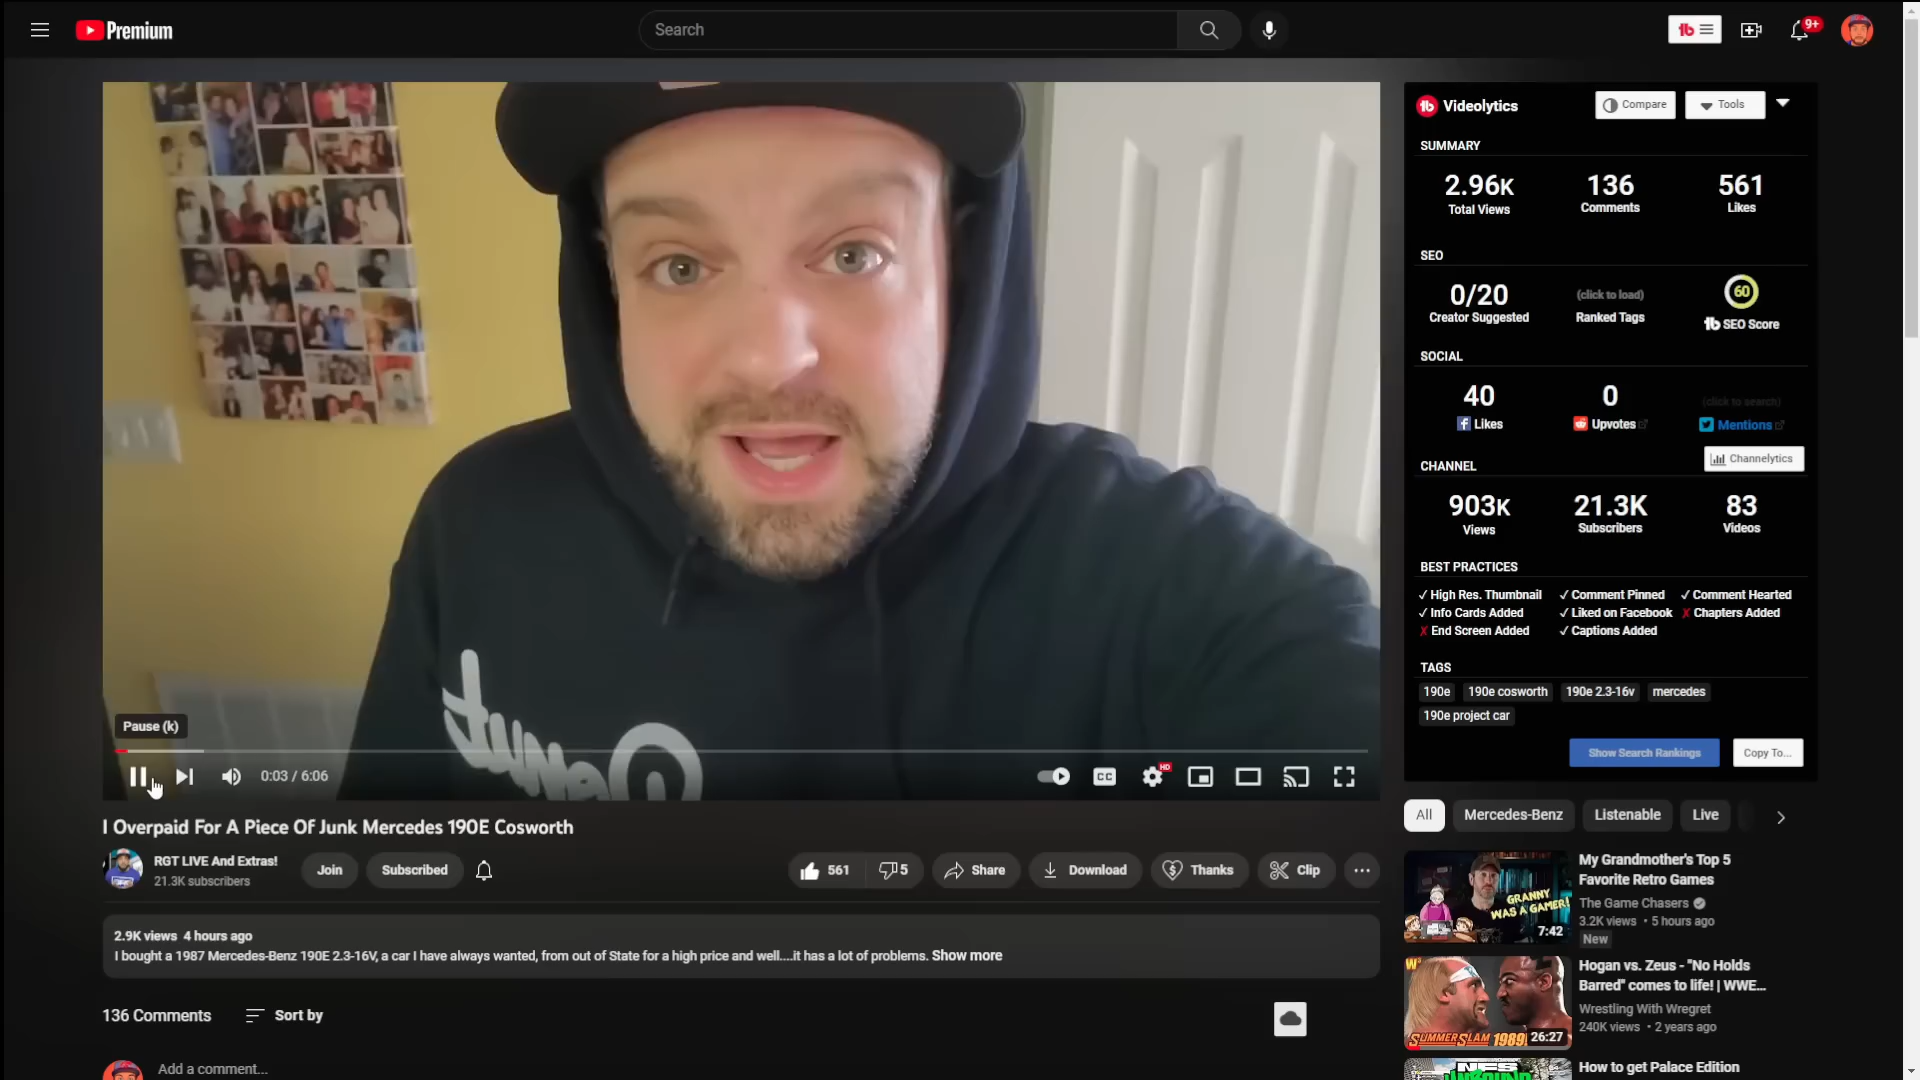 Premium
Search
9+
Videolytics
Compare
Tools
SUMMARY
2.96K
Total Views
136
Comments
561
Likes
SEO
0/20
Creator Suggested
(click to load)
Ranked Tags
60
SEO Score
SOCIAL
40
Likes
0
Upvotes
(click to search)
Mentions
CHANNEL
Channelytics
903K
Views
21.3K
Subscribers
83
Videos
BEST PRACTICES
✓ High Res. Thumbnail
✓ Comment Pinned
✓ Comment Hearted
✓ Info Cards Added
✓ Liked on Facebook
✗ Chapters Added
✗ End Screen Added
✓ Captions Added
TAGS
190e
190e cosworth
190e 2.3-16v
mercedes
190e project car
Show Search Rankings
Copy To...
Pause (k)
0:03 / 6:06
CC
HD
I Overpaid For A Piece Of Junk Mercedes 190E Cosworth
RGT LIVE And Extras!
21.3K subscribers
Join
Subscribed
561
5
Share
Download
Thanks
Clip
2.9K views 4 hours ago
I bought a 1987 Mercedes-Benz 190E 2.3-16V, a car I have always wanted, from out of State for a high price and well....it has a lot of problems. Show more
136 Comments
Sort by
Add a comment...
All
Mercedes-Benz
Listenable
Live
GRANNY
WAS A GAMER!
7:42
My Grandmother's Top 5
Favorite Retro Games
The Game Chasers
3.2K views • 5 hours ago
New
SUMMERSLAM 1989
26:27
Hogan vs. Zeus - "No Holds
Barred" comes to life! | WWE...
Wrestling With Wregret
240K views • 2 years ago
NFS
UNBOUND
How to get Palace Edition